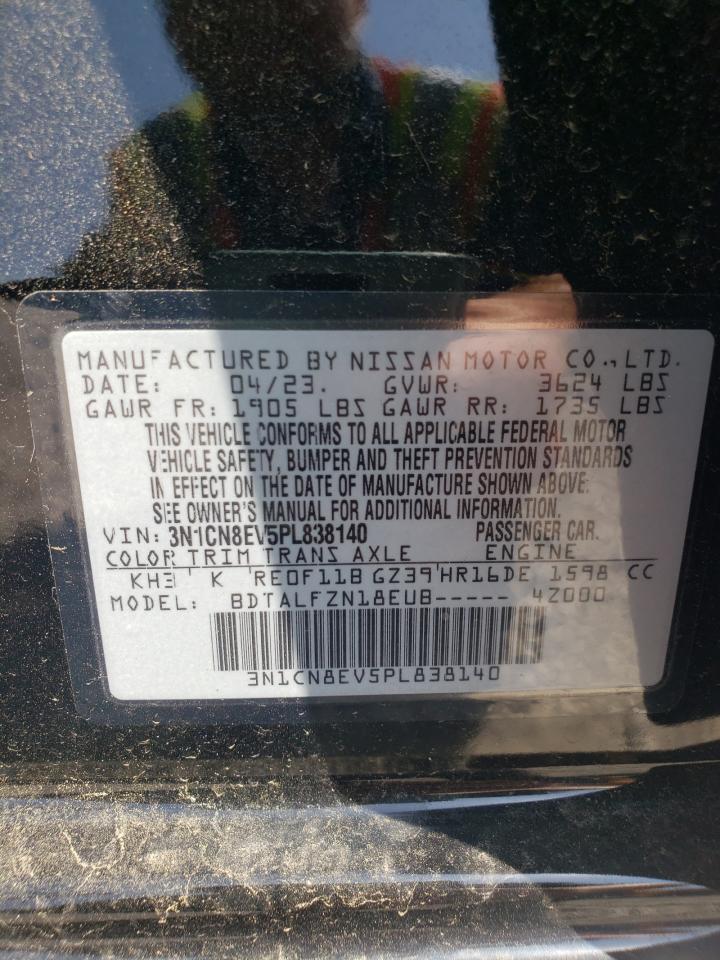 MANUFACTURED BY NISSAN MOTOR CO., LTD.
DATE: 04/23. GVWR: 3624 LBS
GAWR FR: 1905 LBS GAWR RR: 1735 LBS
THIS VEHICLE CONFORMS TO ALL APPLICABLE FEDERAL MOTOR
VEHICLE SAFETY, BUMPER AND THEFT PREVENTION STANDARDS
IN EFFECT ON THE DATE OF MANUFACTURE SHOWN ABOVE.
SEE OWNER'S MANUAL FOR ADDITIONAL INFORMATION.
VIN: 3N1CN8EV5PL838140 PASSENGER CAR.
COLOR TRIM TRANS AXLE ENGINE
KH3 K RE0F11B GZ39 HR16DE 1598 CC
MODEL: BDTALFZN18EUB----- 4Z000
3N1CN8EV5PL838140